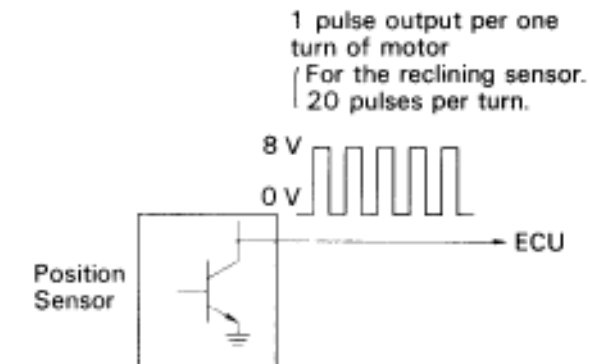 1 pulse output per one
turn of motor
For the reclining sensor.
20 pulses per turn.
8 V
0 V
ECU
Position
Sensor